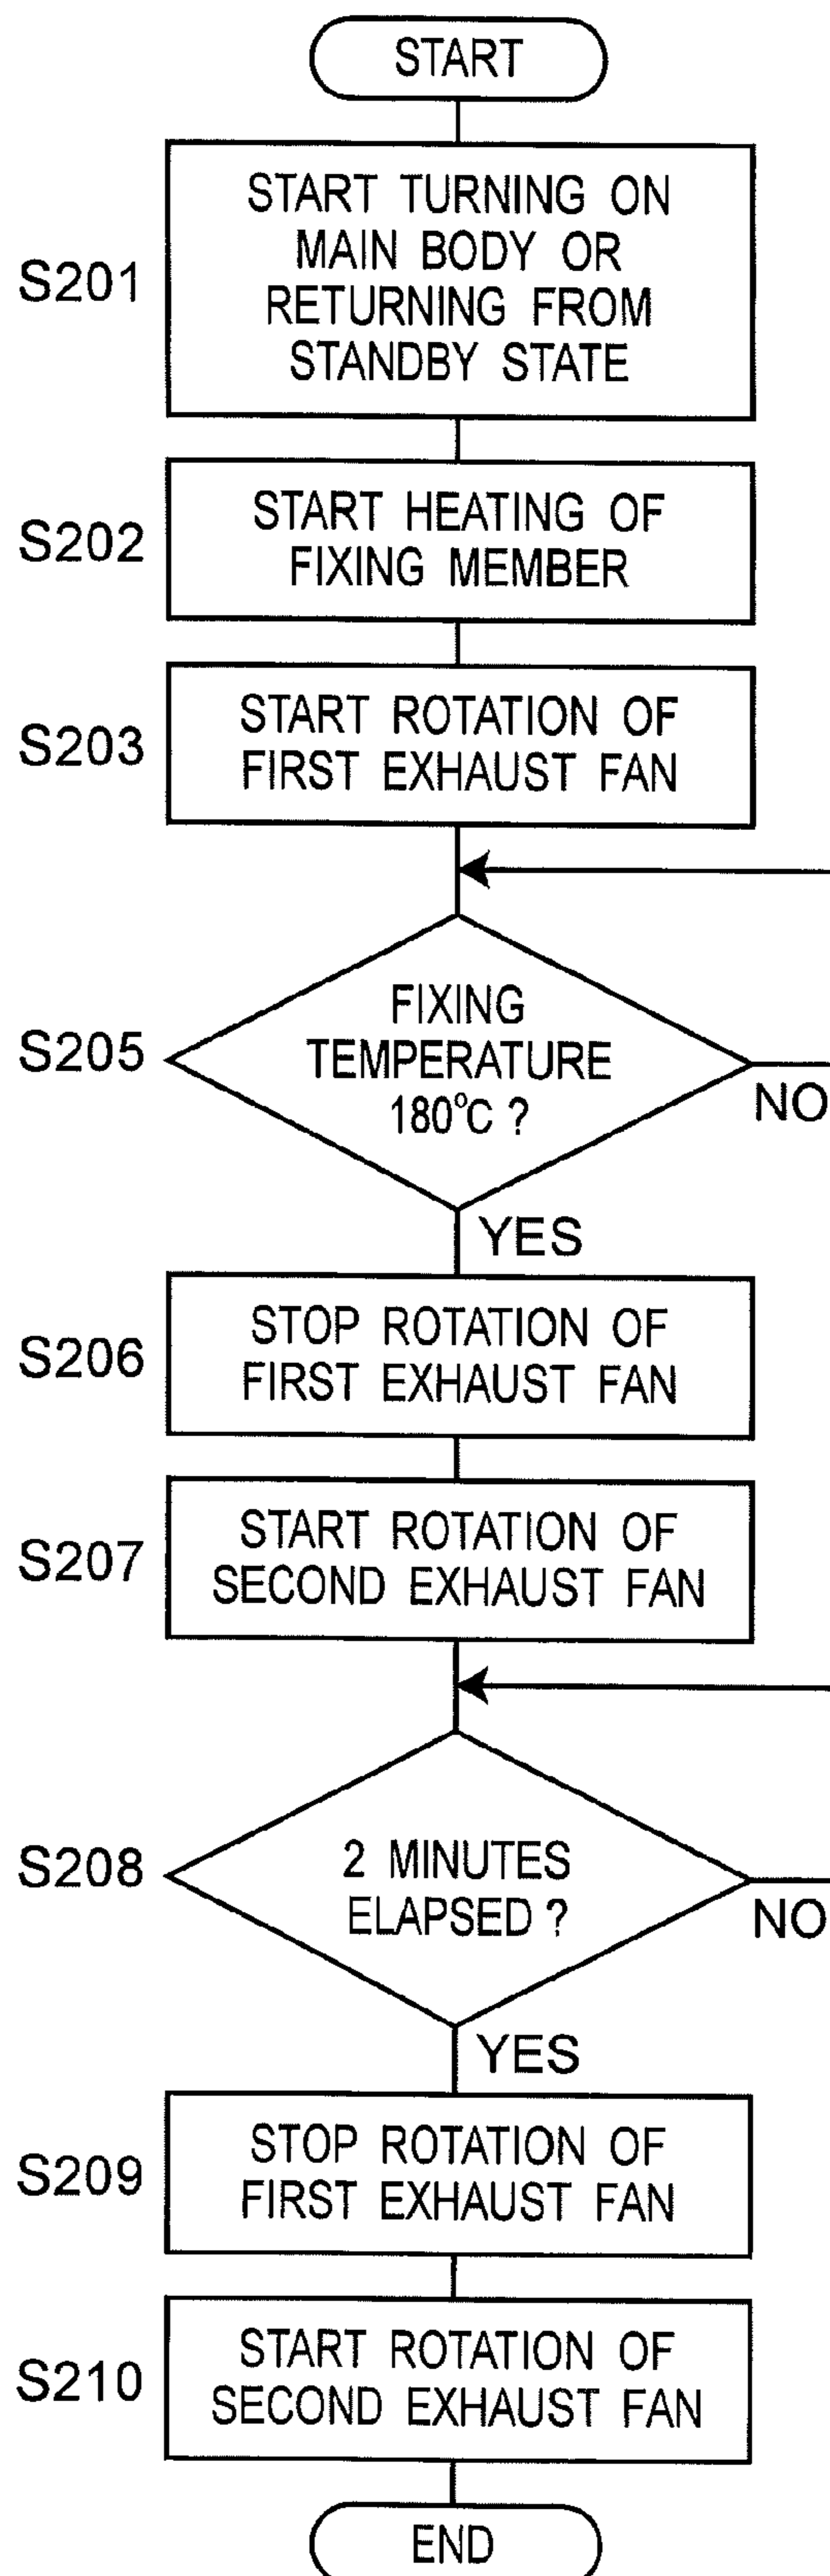 START
S201
START TURNING ON
MAIN BODY OR
RETURNING FROM
STANDBY STATE
S202
START HEATING OF
FIXING MEMBER
S203
START ROTATION OF
FIRST EXHAUST FAN
S205
FIXING
TEMPERATURE
180°C ?
NO
YES
S206
STOP ROTATION OF
FIRST EXHAUST FAN
S207
START ROTATION OF
SECOND EXHAUST FAN
S208
2 MINUTES
ELAPSED ?
NO
YES
S209
STOP ROTATION OF
FIRST EXHAUST FAN
S210
START ROTATION OF
SECOND EXHAUST FAN
END